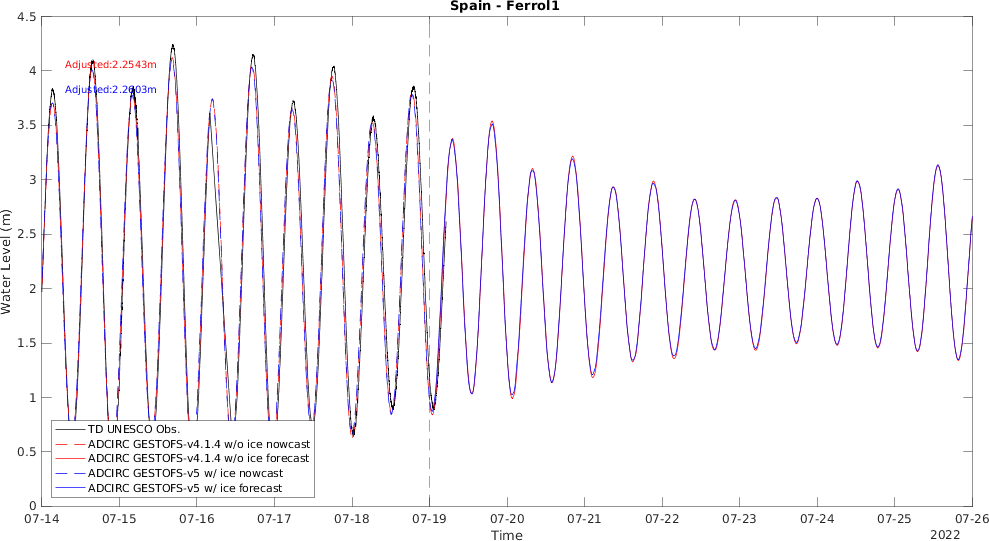 Spain - Ferrol1
4.5
4
3.5
3
2.5
2
1.5
1
0.5
0
Water Level (m)
Adjusted:2.2543m
Adjusted:2.2603m
TD UNESCO Obs.
ADCIRC GESTOFS-v4.1.4 w/o ice nowcast
ADCIRC GESTOFS-v4.1.4 w/o ice forecast
ADCIRC GESTOFS-v5 w/ ice nowcast
ADCIRC GESTOFS-v5 w/ ice forecast
07-14 07-15 07-16 07-17 07-18 07-19 07-20 07-21 07-22 07-23 07-24 07-25 07-26
Time
2022